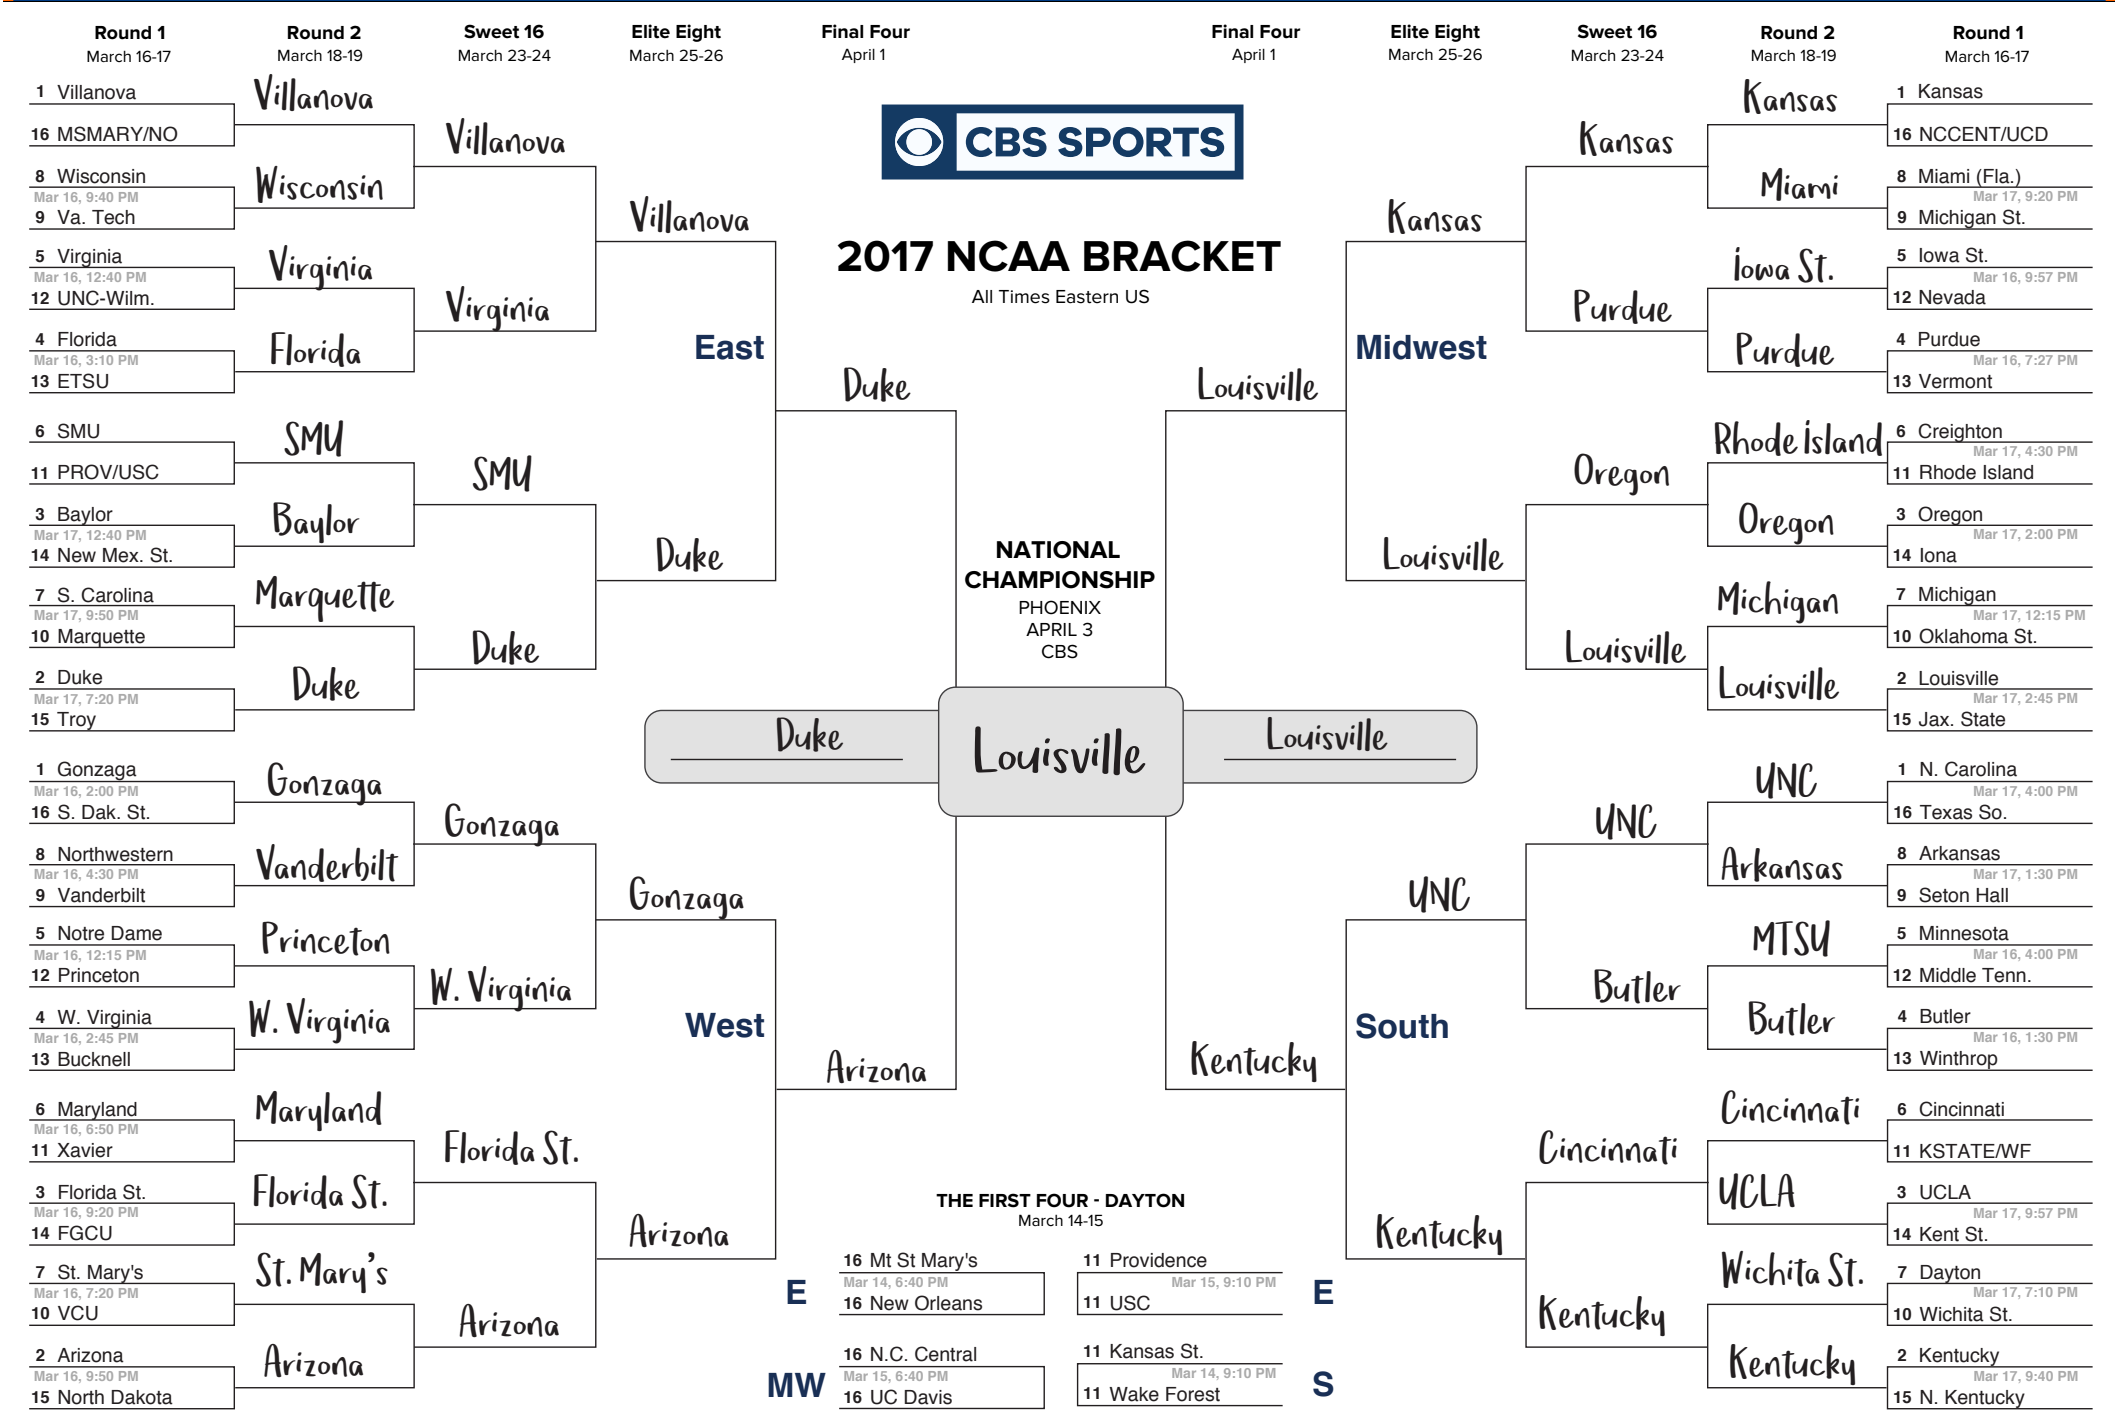 Round 1
March 16-17
Round 2
March 18-19
Sweet 16
March 23-24
Elite Eight
March 25-26
Final Four
April 1
Final Four
April 1
Elite Eight
March 25-26
Sweet 16
March 23-24
Round 2
March 18-19
Round 1
March 16-17
CBS SPORTS
2017 NCAA BRACKET
All Times Eastern US
1 Villanova
16 MSMARY/NO
8 Wisconsin
Mar 16, 9:40 PM
9 Va. Tech
5 Virginia
Mar 16, 12:40 PM
12 UNC-Wilm.
4 Florida
Mar 16, 3:10 PM
13 ETSU
6 SMU
11 PROV/USC
3 Baylor
Mar 17, 12:40 PM
14 New Mex. St.
7 S. Carolina
Mar 17, 9:50 PM
10 Marquette
2 Duke
Mar 17, 7:20 PM
15 Troy
Villanova
Wisconsin
Virginia
Florida
SMU
Baylor
Marquette
Duke
Villanova
Virginia
SMU
Duke
Villanova
Duke
East
Duke
1 Gonzaga
Mar 16, 2:00 PM
16 S. Dak. St.
8 Northwestern
Mar 16, 4:30 PM
9 Vanderbilt
5 Notre Dame
Mar 16, 12:15 PM
12 Princeton
4 W. Virginia
Mar 16, 2:45 PM
13 Bucknell
6 Maryland
Mar 16, 6:50 PM
11 Xavier
3 Florida St.
Mar 16, 9:20 PM
14 FGCU
7 St. Mary's
Mar 16, 7:20 PM
10 VCU
2 Arizona
Mar 16, 9:50 PM
15 North Dakota
Gonzaga
Vanderbilt
Princeton
W. Virginia
Maryland
Florida St.
St. Mary's
Arizona
Gonzaga
W. Virginia
Florida St.
Arizona
Gonzaga
Arizona
West
Arizona
NATIONAL
CHAMPIONSHIP
PHOENIX
APRIL 3
CBS
Duke
Louisville
Louisville
Louisville
Midwest
Kansas
Louisville
Kansas
Purdue
Oregon
Louisville
Kansas
Miami
Iowa St.
Purdue
Rhode Island
Oregon
Michigan
Louisville
1 Kansas
16 NCCENT/UCD
8 Miami (Fla.)
Mar 17, 9:20 PM
9 Michigan St.
5 Iowa St.
Mar 16, 9:57 PM
12 Nevada
4 Purdue
Mar 16, 7:27 PM
13 Vermont
6 Creighton
Mar 17, 4:30 PM
11 Rhode Island
3 Oregon
Mar 17, 2:00 PM
14 Iona
7 Michigan
Mar 17, 12:15 PM
10 Oklahoma St.
2 Louisville
Mar 17, 2:45 PM
15 Jax. State
Kentucky
South
UNC
Kentucky
UNC
Butler
Cincinnati
Kentucky
UNC
Arkansas
MTSU
Butler
Cincinnati
UCLA
Wichita St.
Kentucky
1 N. Carolina
Mar 17, 4:00 PM
16 Texas So.
8 Arkansas
Mar 17, 1:30 PM
9 Seton Hall
5 Minnesota
Mar 16, 4:00 PM
12 Middle Tenn.
4 Butler
Mar 16, 1:30 PM
13 Winthrop
6 Cincinnati
11 KSTATE/WF
3 UCLA
Mar 17, 9:57 PM
14 Kent St.
7 Dayton
Mar 17, 7:10 PM
10 Wichita St.
2 Kentucky
Mar 17, 9:40 PM
15 N. Kentucky
THE FIRST FOUR - DAYTON
March 14-15
E
16 Mt St Mary's
Mar 14, 6:40 PM
16 New Orleans
11 Providence
Mar 15, 9:10 PM
11 USC
E
MW
16 N.C. Central
Mar 15, 6:40 PM
16 UC Davis
11 Kansas St.
Mar 14, 9:10 PM
11 Wake Forest
S